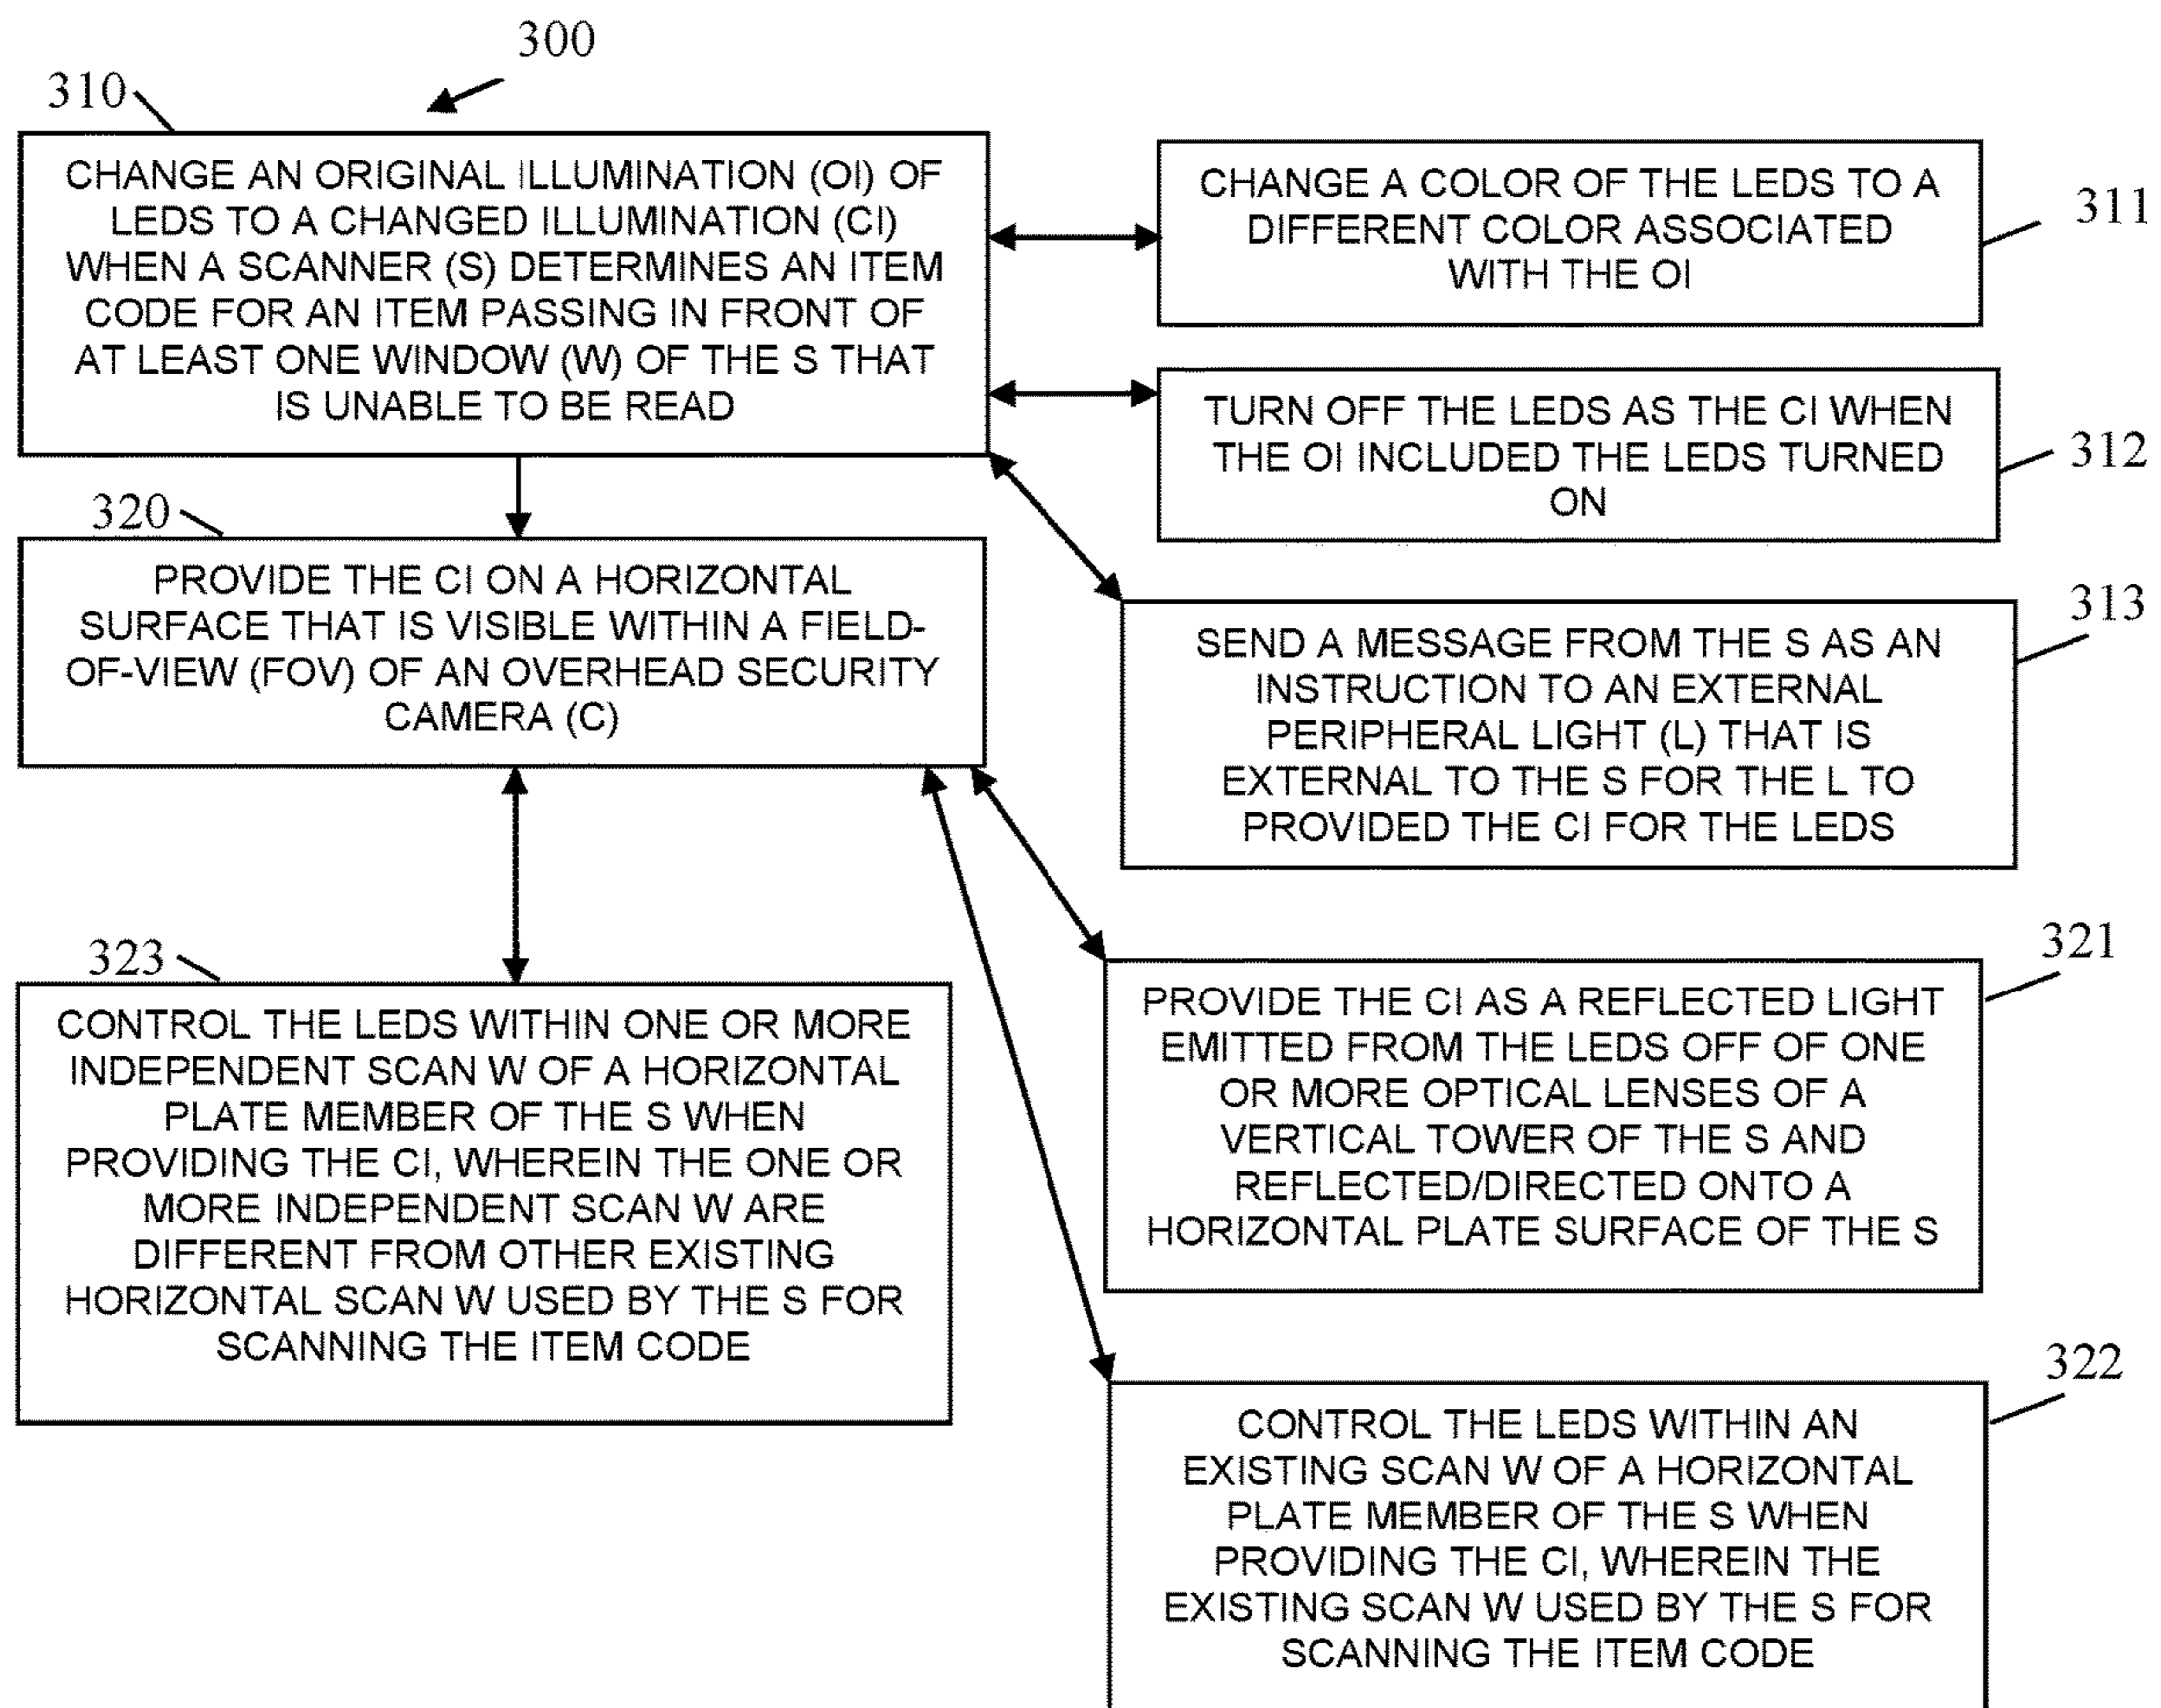 300
310
CHANGE AN ORIGINAL ILLUMINATION (OI) OF
LEDS TO A CHANGED ILLUMINATION (CI)
WHEN A SCANNER (S) DETERMINES AN ITEM
CODE FOR AN ITEM PASSING IN FRONT OF
AT LEAST ONE WINDOW (W) OF THE S THAT
IS UNABLE TO BE READ
CHANGE A COLOR OF THE LEDS TO A
DIFFERENT COLOR ASSOCIATED
WITH THE OI
311
TURN OFF THE LEDS AS THE CI WHEN
THE OI INCLUDED THE LEDS TURNED
ON
312
SEND A MESSAGE FROM THE S AS AN
INSTRUCTION TO AN EXTERNAL
PERIPHERAL LIGHT (L) THAT IS
EXTERNAL TO THE S FOR THE L TO
PROVIDED THE CI FOR THE LEDS
313
320
PROVIDE THE CI ON A HORIZONTAL
SURFACE THAT IS VISIBLE WITHIN A FIELD-
OF-VIEW (FOV) OF AN OVERHEAD SECURITY
CAMERA (C)
321
PROVIDE THE CI AS A REFLECTED LIGHT
EMITTED FROM THE LEDS OFF OF ONE
OR MORE OPTICAL LENSES OF A
VERTICAL TOWER OF THE S AND
REFLECTED/DIRECTED ONTO A
HORIZONTAL PLATE SURFACE OF THE S
322
CONTROL THE LEDS WITHIN AN
EXISTING SCAN W OF A HORIZONTAL
PLATE MEMBER OF THE S WHEN
PROVIDING THE CI, WHEREIN THE
EXISTING SCAN W USED BY THE S FOR
SCANNING THE ITEM CODE
323
CONTROL THE LEDS WITHIN ONE OR MORE
INDEPENDENT SCAN W OF A HORIZONTAL
PLATE MEMBER OF THE S WHEN
PROVIDING THE CI, WHEREIN THE ONE OR
MORE INDEPENDENT SCAN W ARE
DIFFERENT FROM OTHER EXISTING
HORIZONTAL SCAN W USED BY THE S FOR
SCANNING THE ITEM CODE